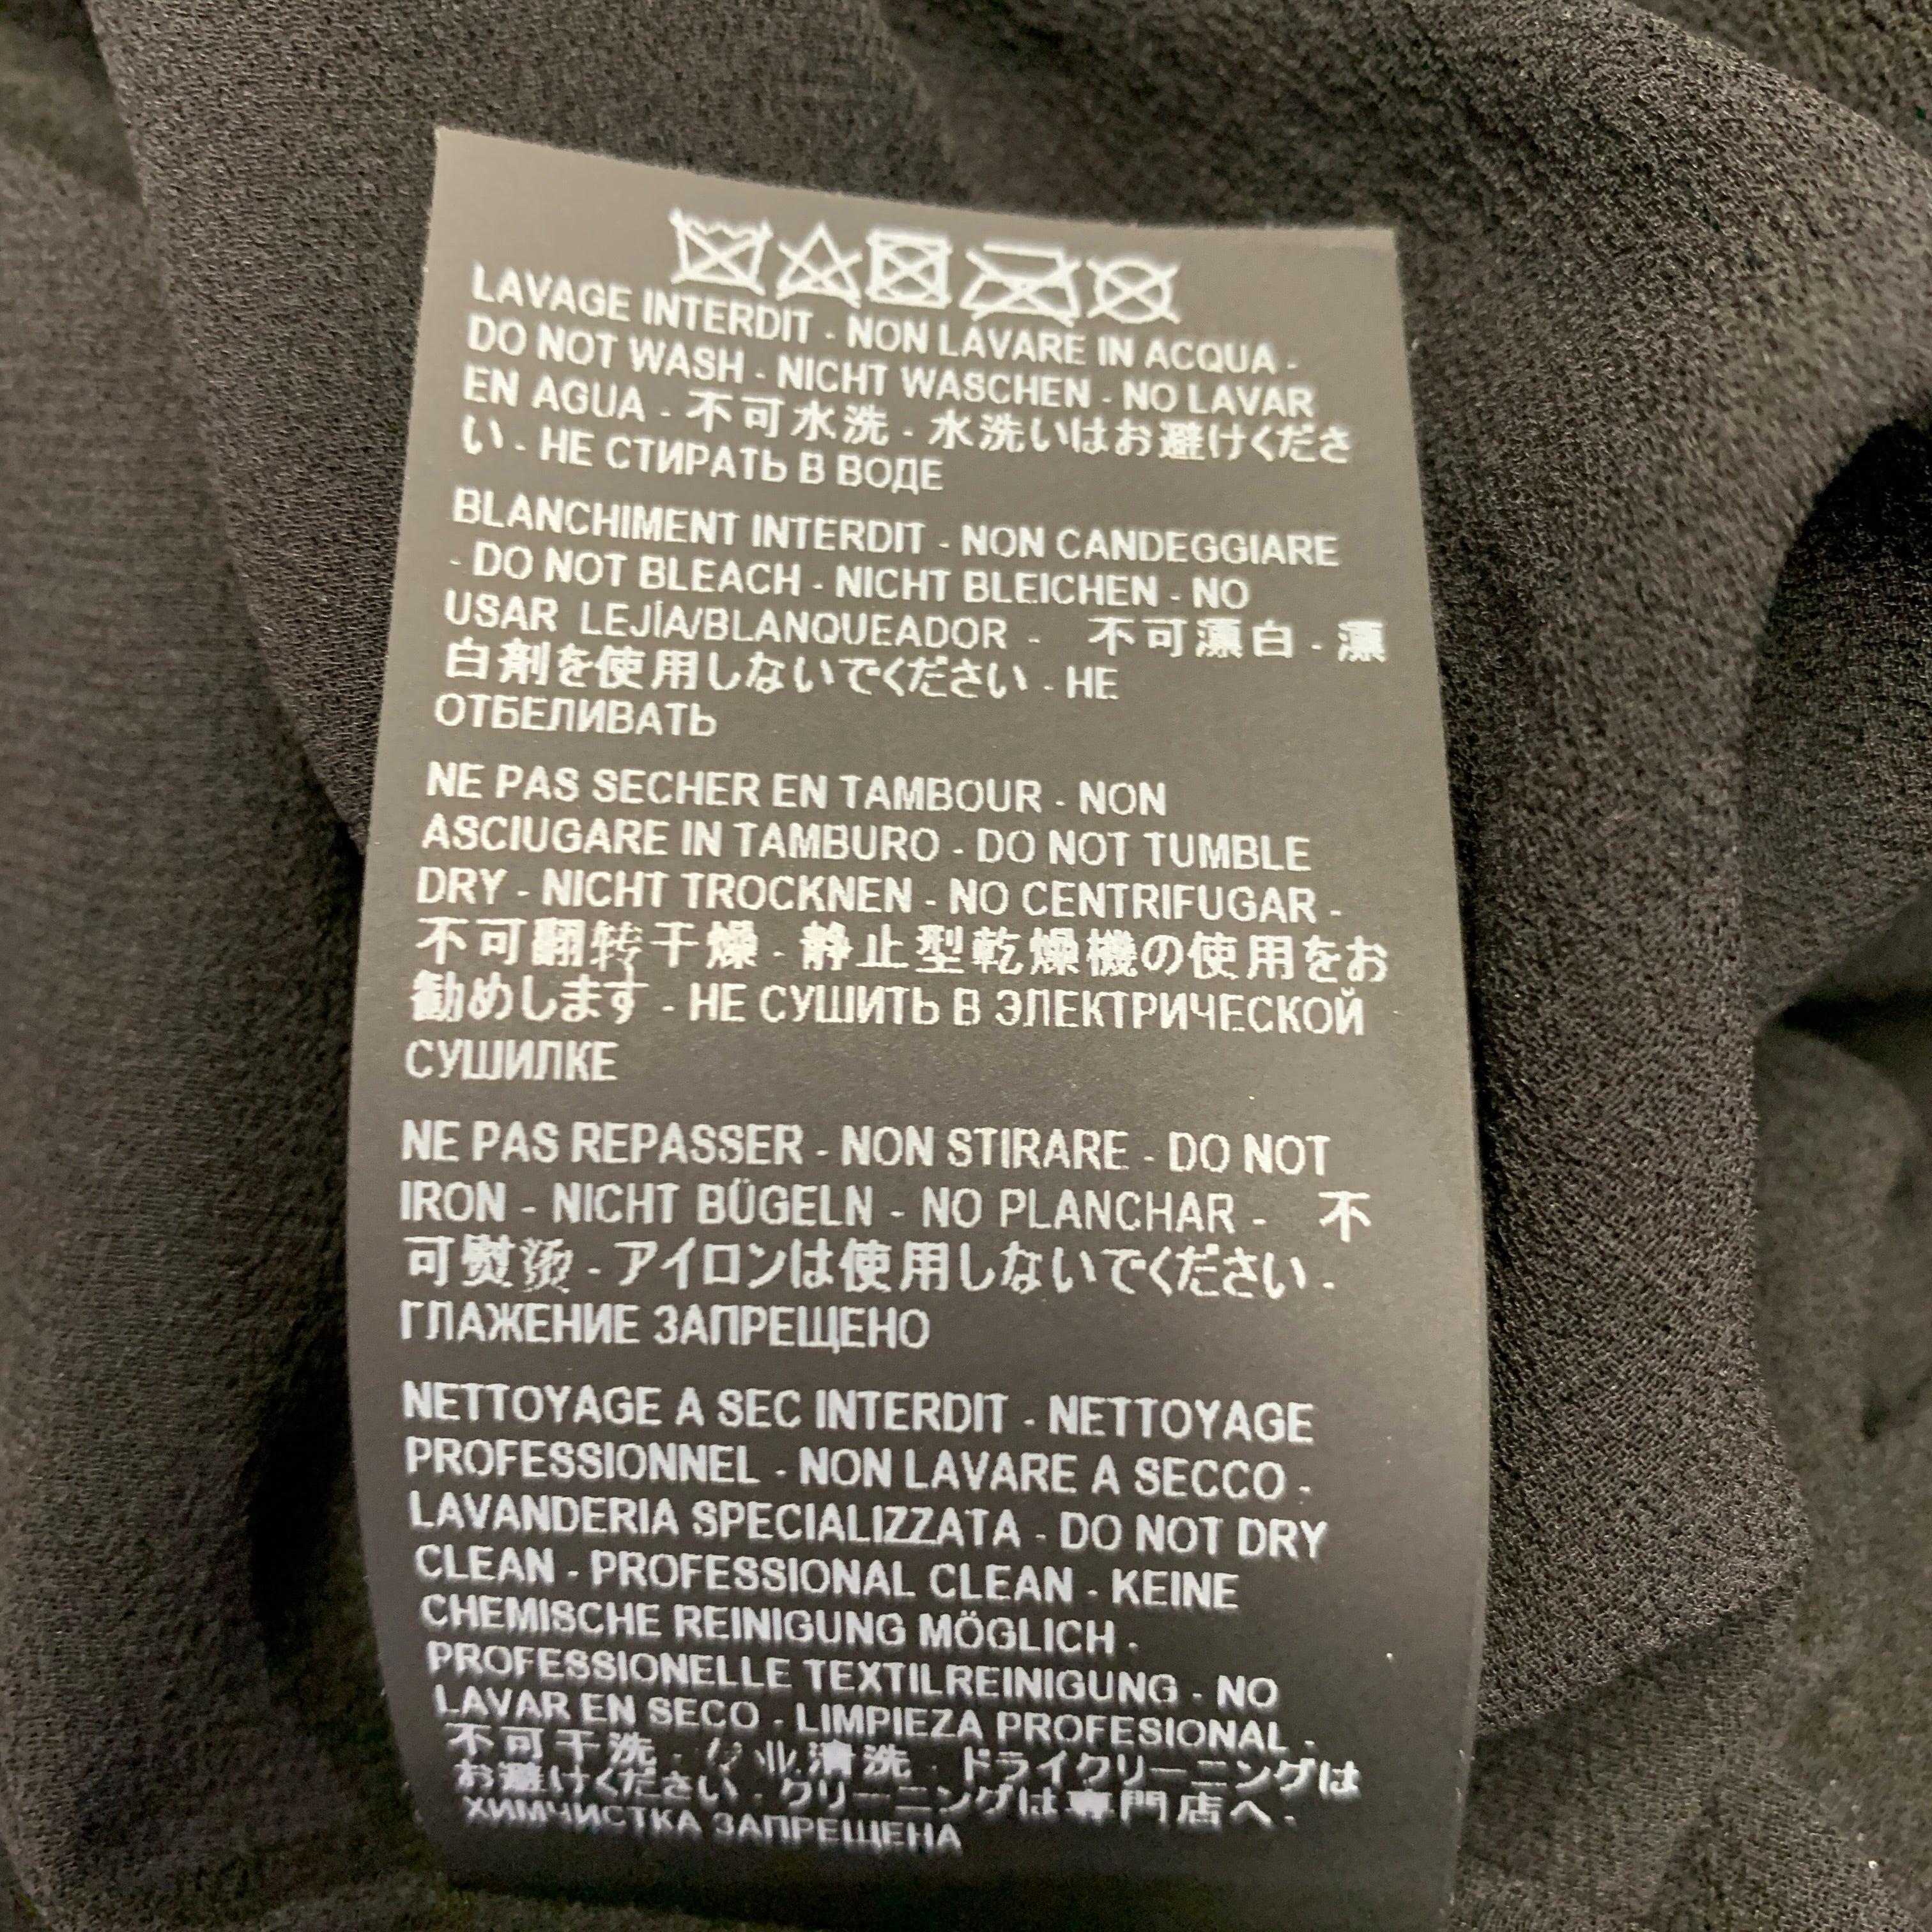 LAVAGE INTERDIT - NON LAVARE IN ACQUA -
DO NOT WASH - NICHT WASCHEN - NO LAVAR
EN AGUA - 不可水洗 - 水洗いはお避けくださ
い - НЕ СТИРАТЬ В ВОДЕ
BLANCHIMENT INTERDIT - NON CANDEGGIARE
- DO NOT BLEACH - NICHT BLEICHEN - NO
USAR LEJÍA/BLANQUEADOR - 不可漂白 - 漂
白剤を使用しないでください - НЕ
ОТБЕЛИВАТЬ
NE PAS SECHER EN TAMBOUR - NON
ASCIUGARE IN TAMBURO - DO NOT TUMBLE
DRY - NICHT TROCKNEN - NO CENTRIFUGAR -
不可翻转干燥 - 静止型乾燥機の使用をお
勧めします - НЕ СУШИТЬ В ЭЛЕКТРИЧЕСКОЙ
СУШИЛКЕ
NE PAS REPASSER - NON STIRARE - DO NOT
IRON - NICHT BÜGELN - NO PLANCHAR - 不
可熨烫 - アイロンは使用しないでください -
ГЛАЖЕНИЕ ЗАПРЕЩЕНО
NETTOYAGE A SEC INTERDIT - NETTOYAGE
PROFESSIONNEL - NON LAVARE A SECCO -
LAVANDERIA SPECIALIZZATA - DO NOT DRY
CLEAN - PROFESSIONAL CLEAN - KEINE
CHEMISCHE REINIGUNG MÖGLICH -
PROFESSIONELLE TEXTILREINIGUNG - NO
LAVAR EN SECO - LIMPIEZA PROFESIONAL -
不可干洗 - 清洗 - ドライクリーニングは
お避けください - クリーニングは専門店へ -
ХИМЧИСТКА ЗАПРЕЩЕНА